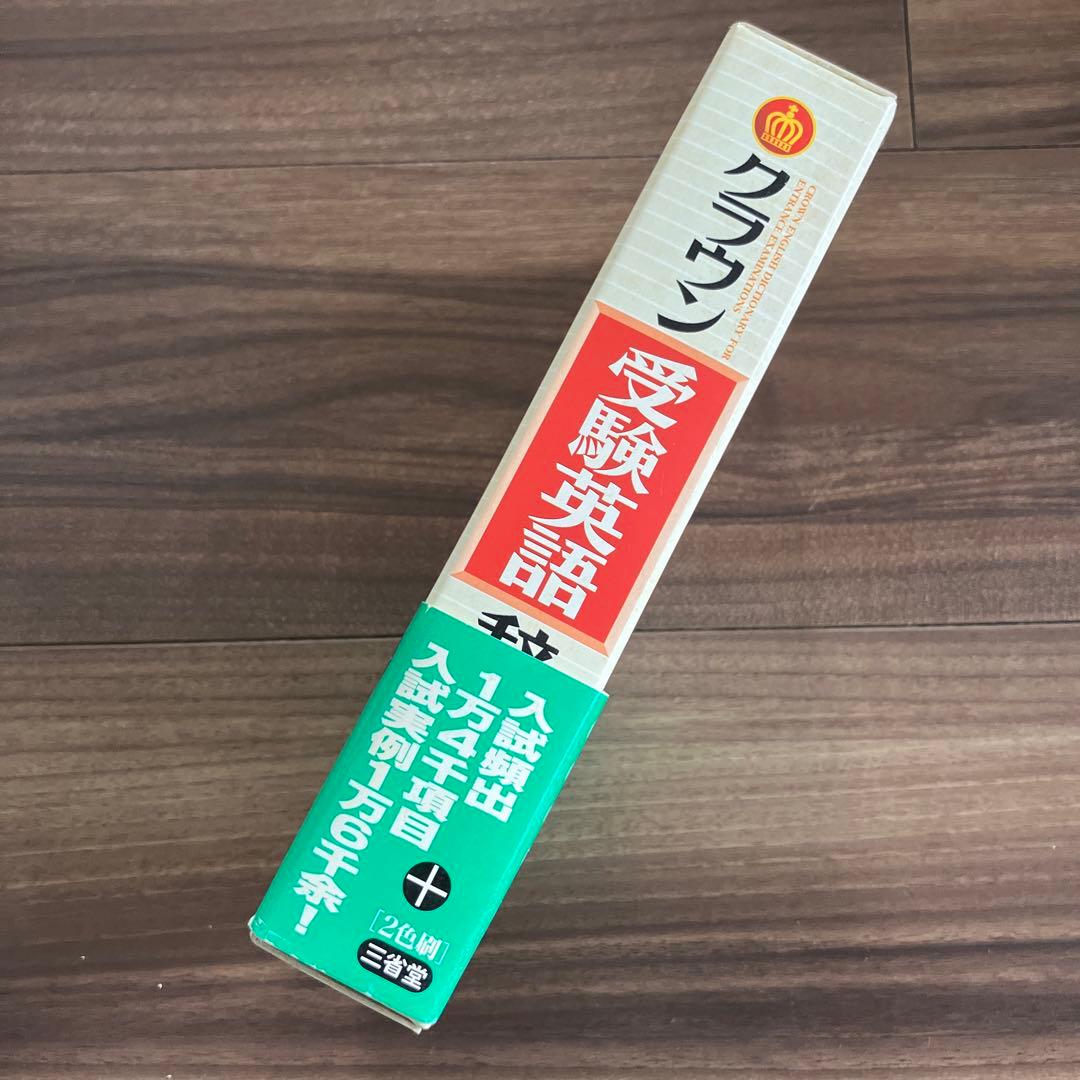 クラウン
CROWN ENGLISH DICTIONARY FOR
ENTRANCE EXAMINATIONS
受験英語
入試頻出
1万4千項目
+
入試実例1万6千余!
[2色刷]
三省堂